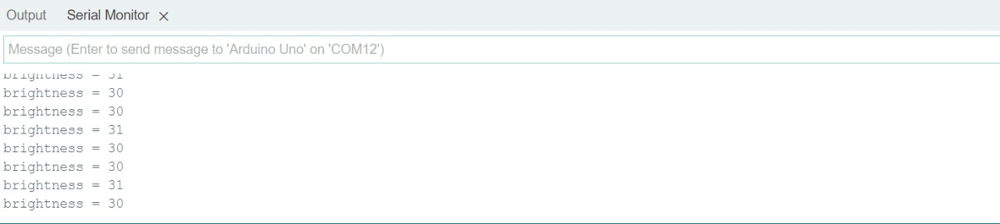 Output Serial Monitor ×
Message (Enter to send message to 'Arduino Uno' on 'COM12')
brightness = 31
brightness = 30
brightness = 30
brightness = 31
brightness = 30
brightness = 30
brightness = 31
brightness = 30